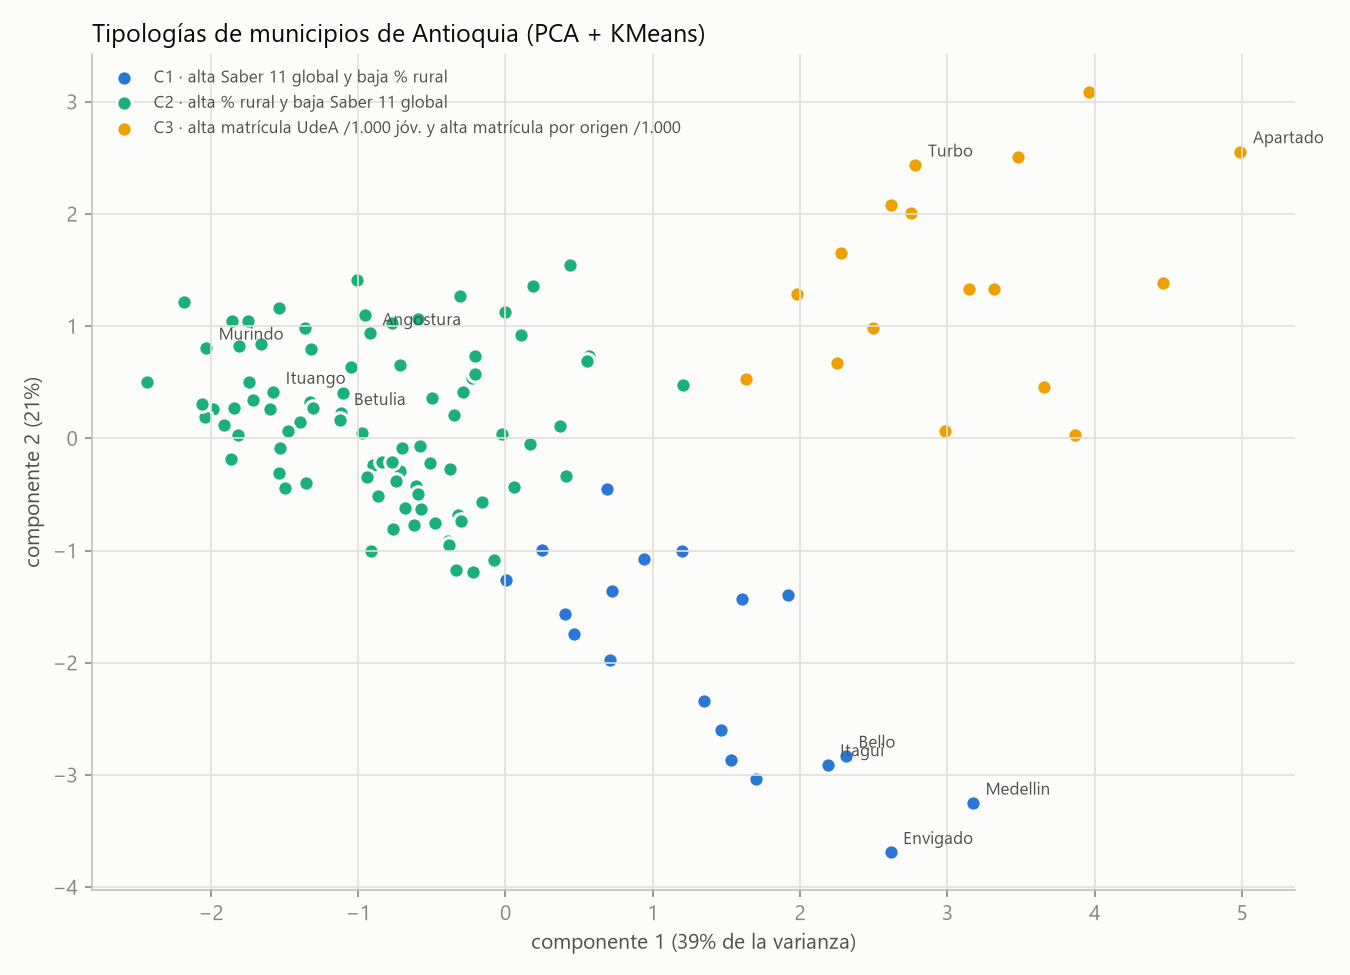 Tipologías de municipios de Antioquia (PCA + KMeans)
C1 · alta Saber 11 global y baja % rural
C2 · alta % rural y baja Saber 11 global
C3 · alta matrícula UdeA /1.000 jóv. y alta matrícula por origen /1.000
Apartado
Turbo
Angostura
Murindo
Ituango
Betulia
Bello
Itagui
Medellin
Envigado
3
2
1
0
−1
−2
−3
−4
componente 2 (21%)
−2
−1
0
1
2
3
4
5
componente 1 (39% de la varianza)